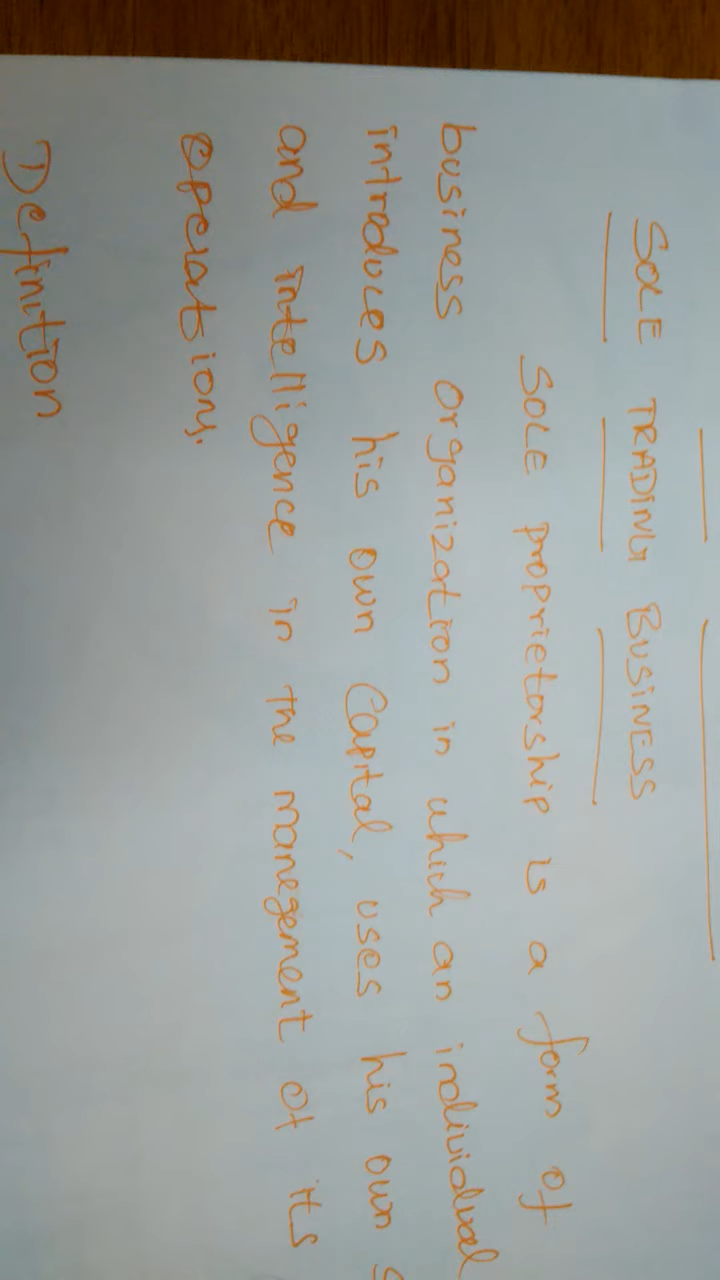 SOLE TRADING BUSINESS
SOLE proprietorship is a form of
business organization in which an individual
introduces his own Capital, uses his own
and intelligence in the manegement of its
operations.
Definition